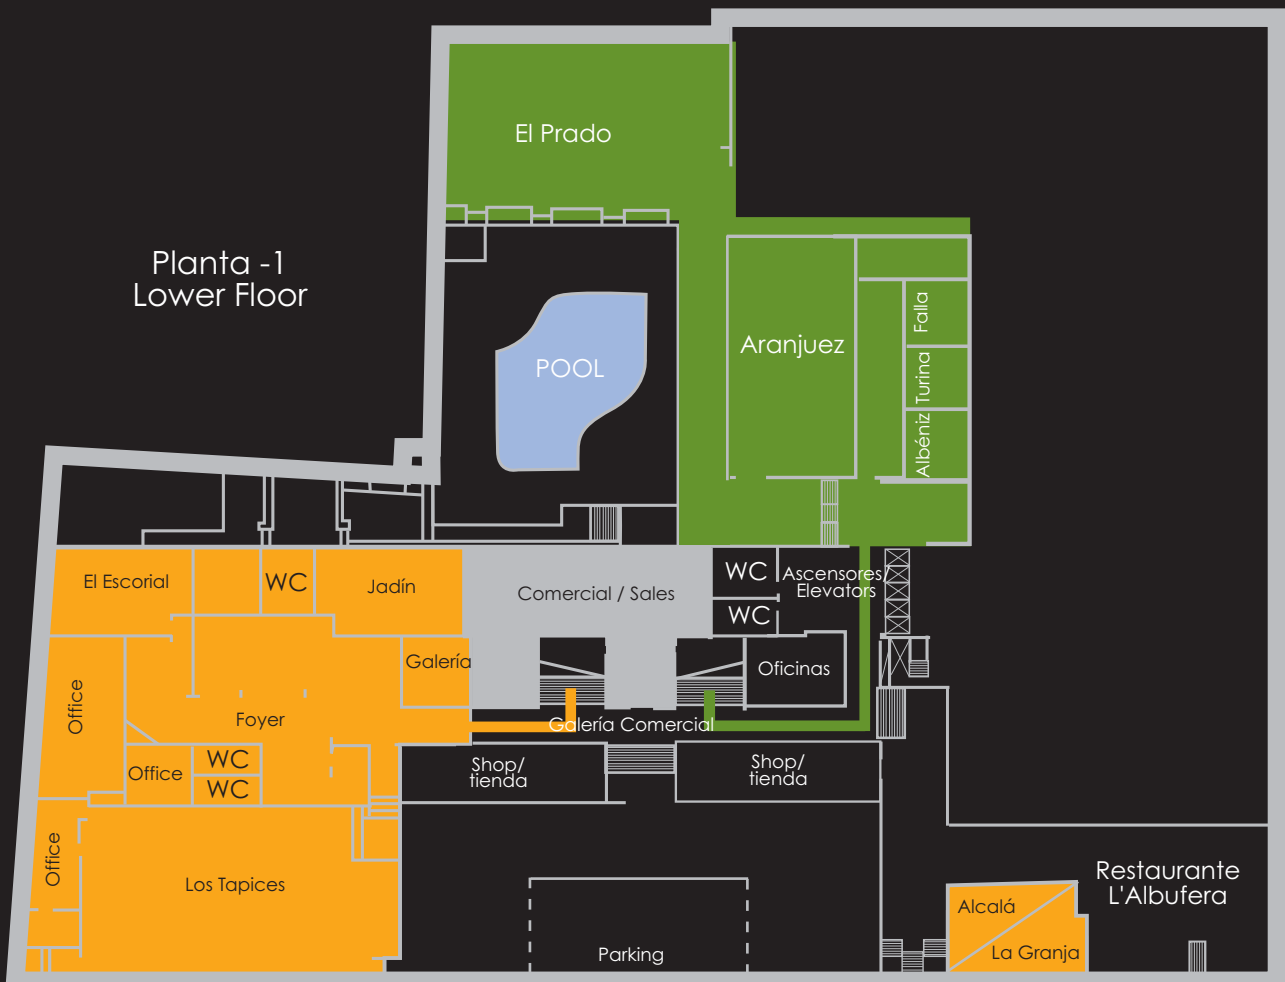 El Prado
Planta -1
Lower Floor
POOL
Aranjuez
Falla
Turina
Albéniz
El Escorial
WC
Jadín
Comercial / Sales
WC
WC
Ascensores/
Elevators
Galería
Oficinas
Office
Foyer
Galería Comercial
Office
WC
WC
Shop/
tienda
Shop/
tienda
Office
Los Tapices
Parking
Alcalá
La Granja
Restaurante
L'Albufera